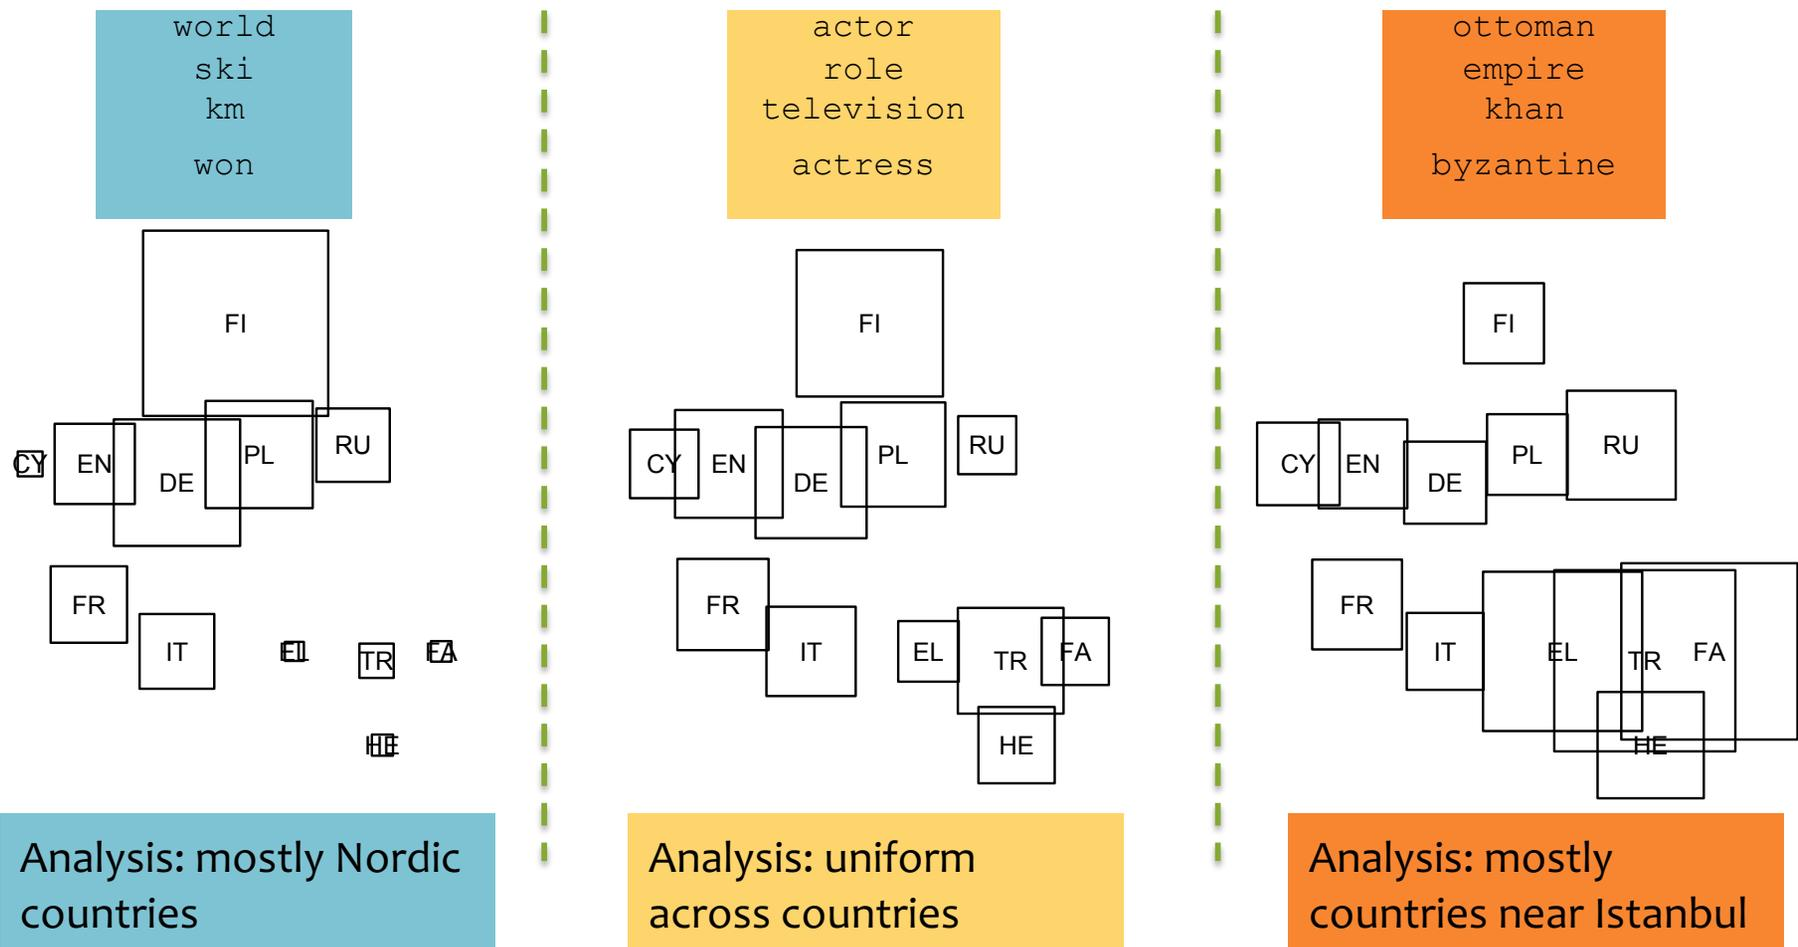 world
ski
km
won
FI
CY
EN
DE
PL
RU
FR
IT
EL
TR
FA
HE
Analysis: mostly Nordic
countries
actor
role
television
actress
FI
CY
EN
DE
PL
RU
FR
IT
EL
TR
FA
HE
Analysis: uniform
across countries
ottoman
empire
khan
byzantine
FI
CY
EN
DE
PL
RU
FR
IT
EL
TR
FA
HE
Analysis: mostly
countries near Istanbul